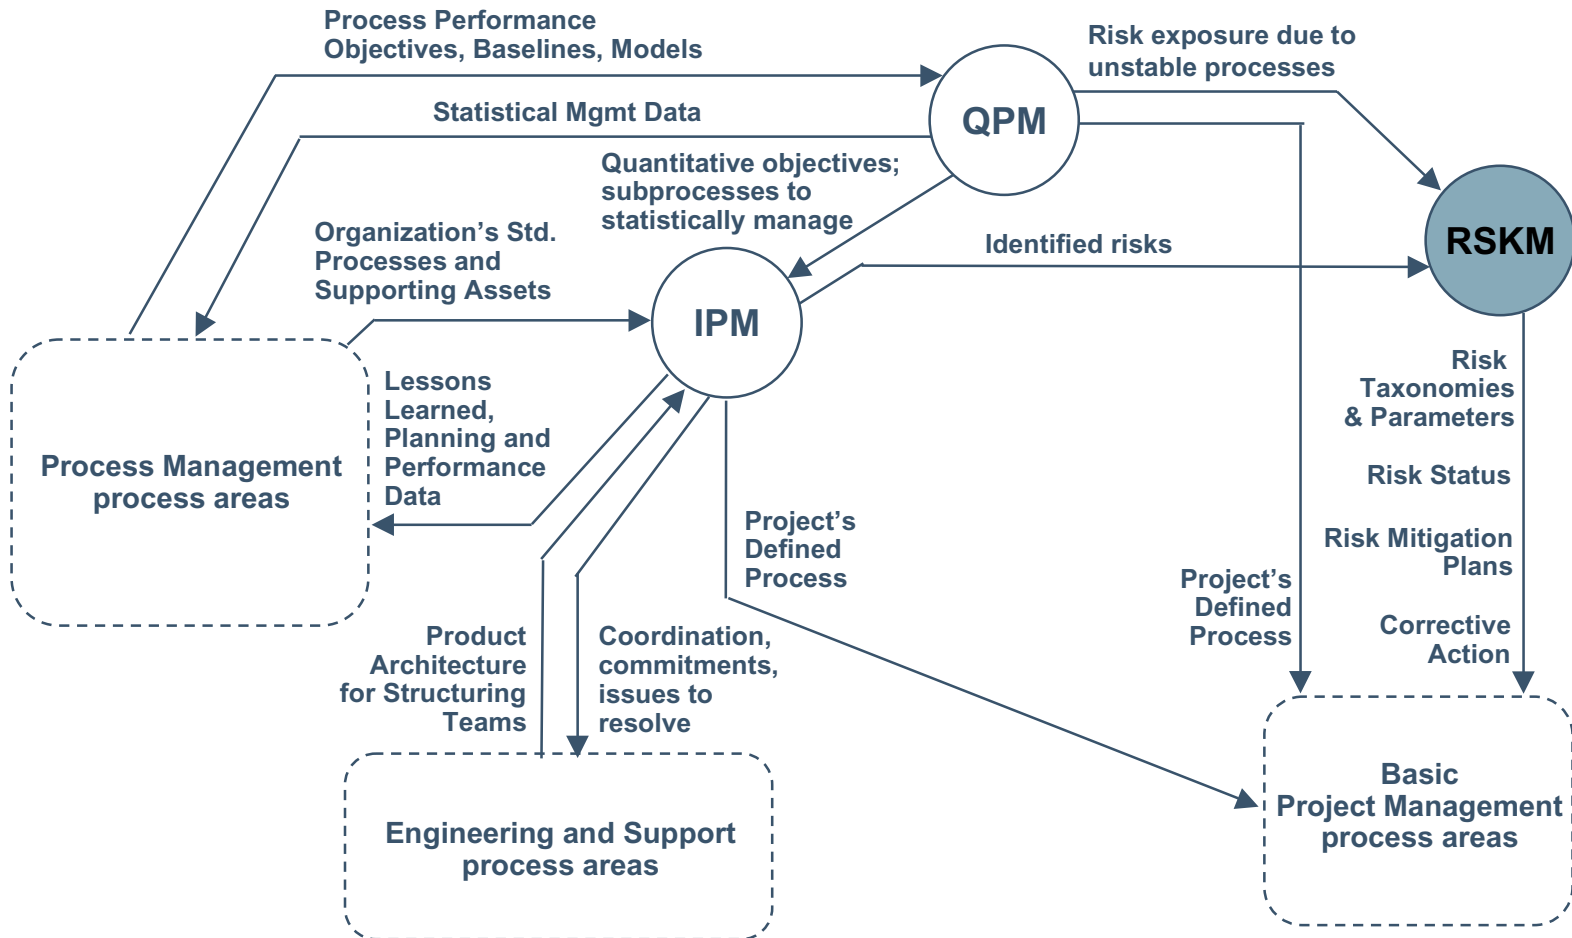 Process Performance
Objectives, Baselines, Models
Risk exposure due to
unstable processes
Statistical Mgmt Data
QPM
Quantitative objectives;
subprocesses to
statistically manage
Organization’s Std.
Processes and
Supporting Assets
Identified risks
RSKM
IPM
Lessons
Learned,
Planning and
Performance
Data
Process Management
process areas
Risk
Taxonomies
& Parameters
Risk Status
Risk Mitigation
Plans
Corrective
Action
Project’s
Defined
Process
Project’s
Defined
Process
Product
Architecture
for Structuring
Teams
Coordination,
commitments,
issues to
resolve
Engineering and Support
process areas
Basic
Project Management
process areas